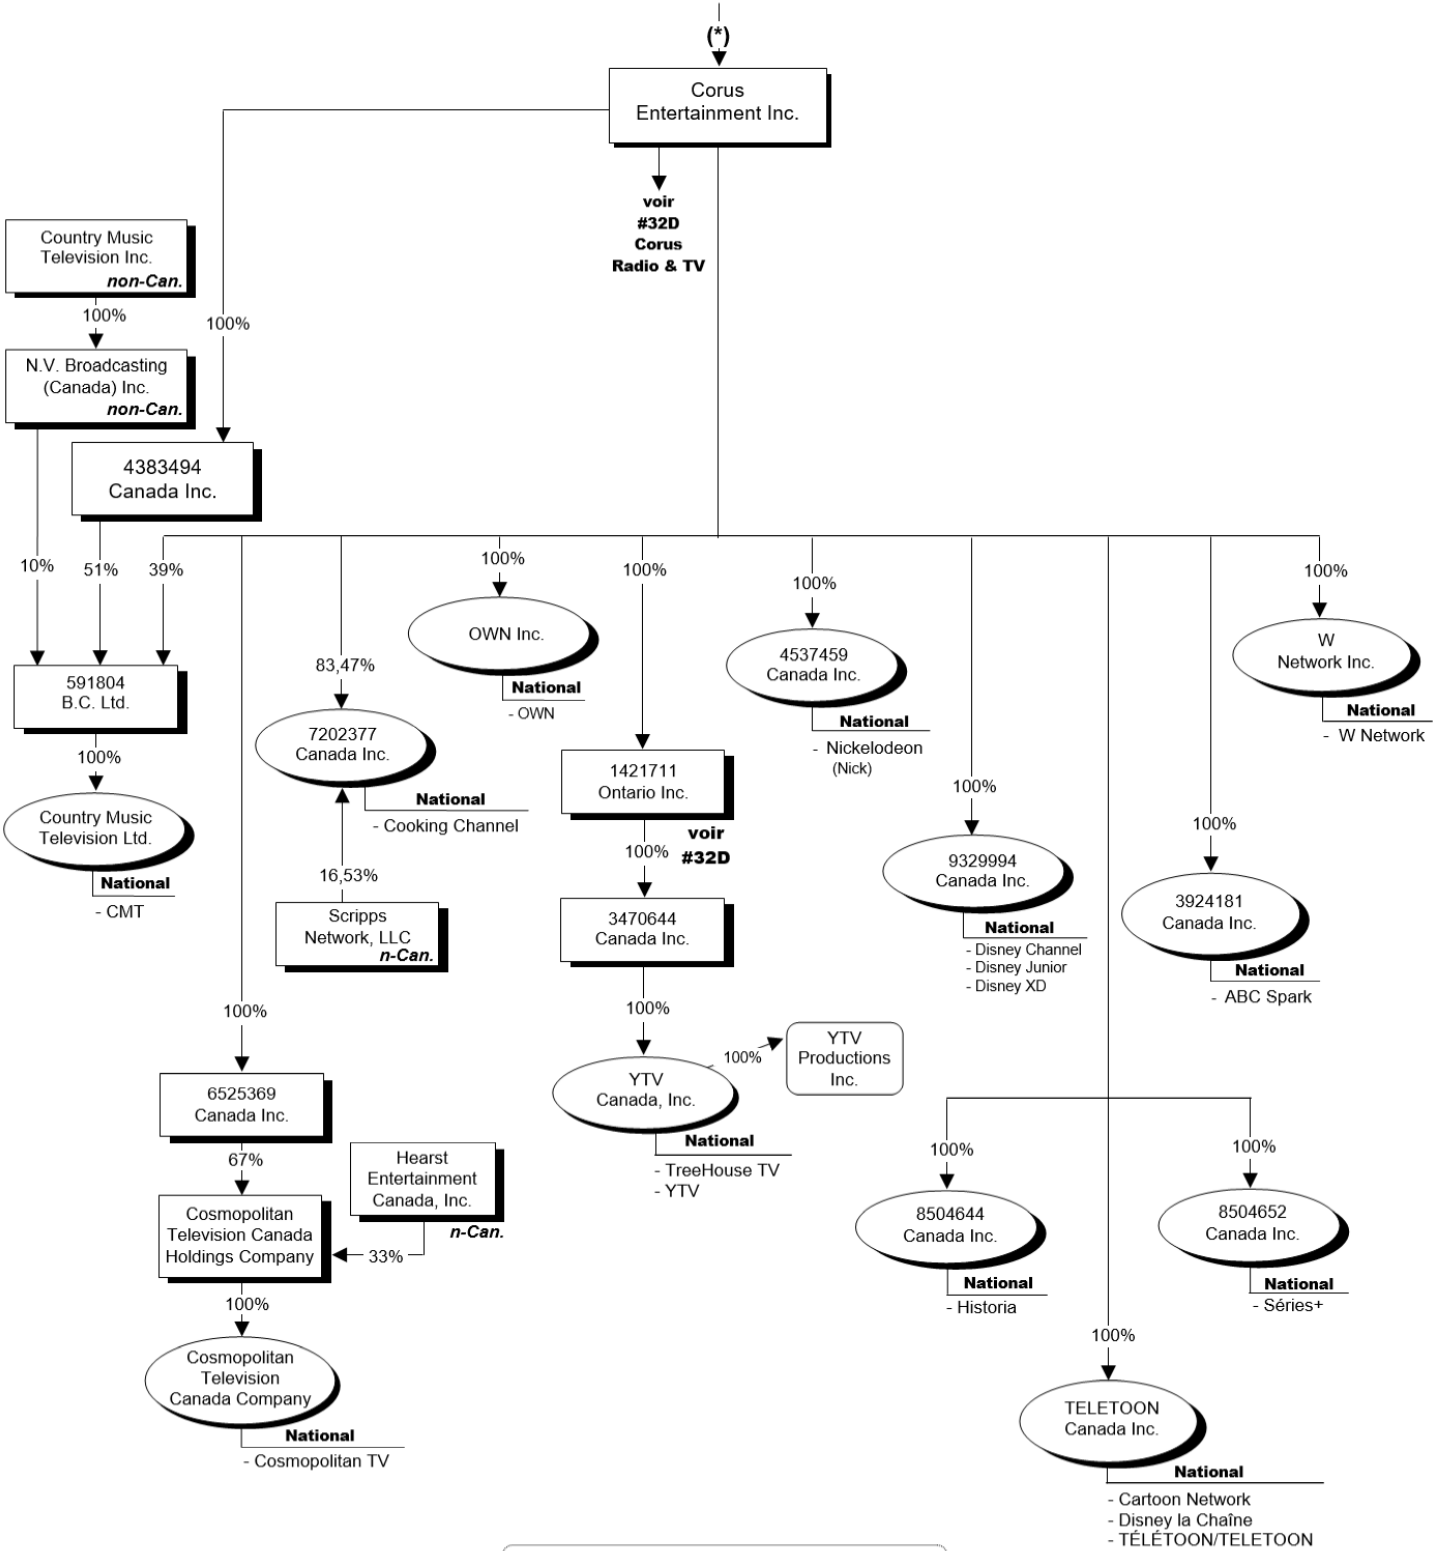 (*)
Corus
Entertainment Inc.
voir
#32D
Corus
Radio & TV
Country Music
Television Inc.
non-Can.
100%
100%
N.V. Broadcasting
(Canada) Inc.
non-Can.
4383494
Canada Inc.
10%
51%
39%
591804
B.C. Ltd.
100%
Country Music
Television Ltd.
National
- CMT
83,47%
7202377
Canada Inc.
National
- Cooking Channel
16,53%
Scripps
Network, LLC
n-Can.
100%
OWN Inc.
National
- OWN
100%
1421711
Ontario Inc.
voir
#32D
100%
3470644
Canada Inc.
100%
YTV
Canada, Inc.
100%
YTV
Productions
Inc.
National
- TreeHouse TV
- YTV
100%
4537459
Canada Inc.
National
- Nickelodeon
(Nick)
100%
9329994
Canada Inc.
National
- Disney Channel
- Disney Junior
- Disney XD
100%
3924181
Canada Inc.
National
- ABC Spark
100%
W
Network Inc.
National
- W Network
100%
6525369
Canada Inc.
67%
Hearst
Entertainment
Canada, Inc.
n-Can.
33%
Cosmopolitan
Television Canada
Holdings Company
100%
Cosmopolitan
Television
Canada Company
National
- Cosmopolitan TV
100%
8504644
Canada Inc.
National
- Historia
100%
8504652
Canada Inc.
National
- Séries+
100%
TELETOON
Canada Inc.
National
- Cartoon Network
- Disney la Chaîne
- TÉLÉTOON/TELETOON